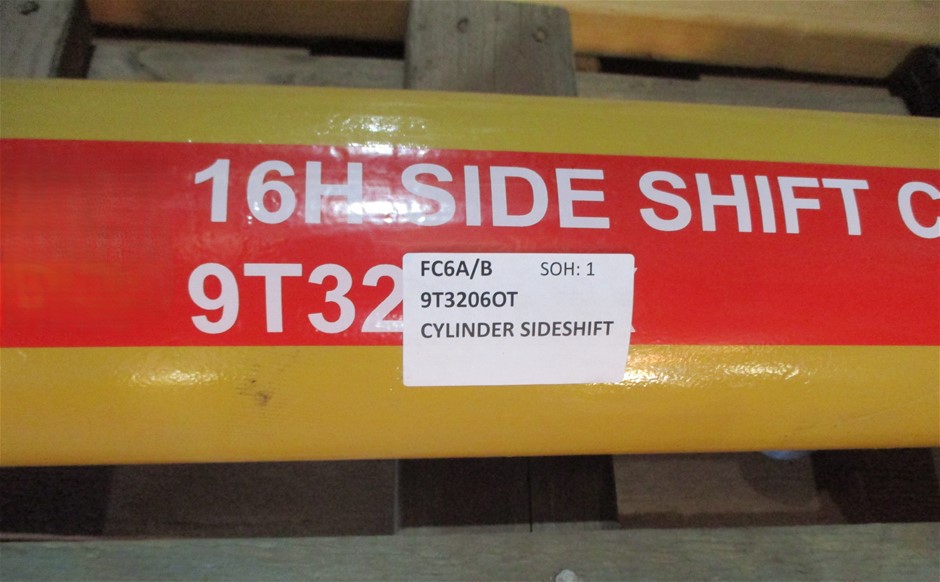 16H SIDE SHIFT C
9T32
FC6A/B SOH: 1
9T3206OT
CYLINDER SIDESHIFT